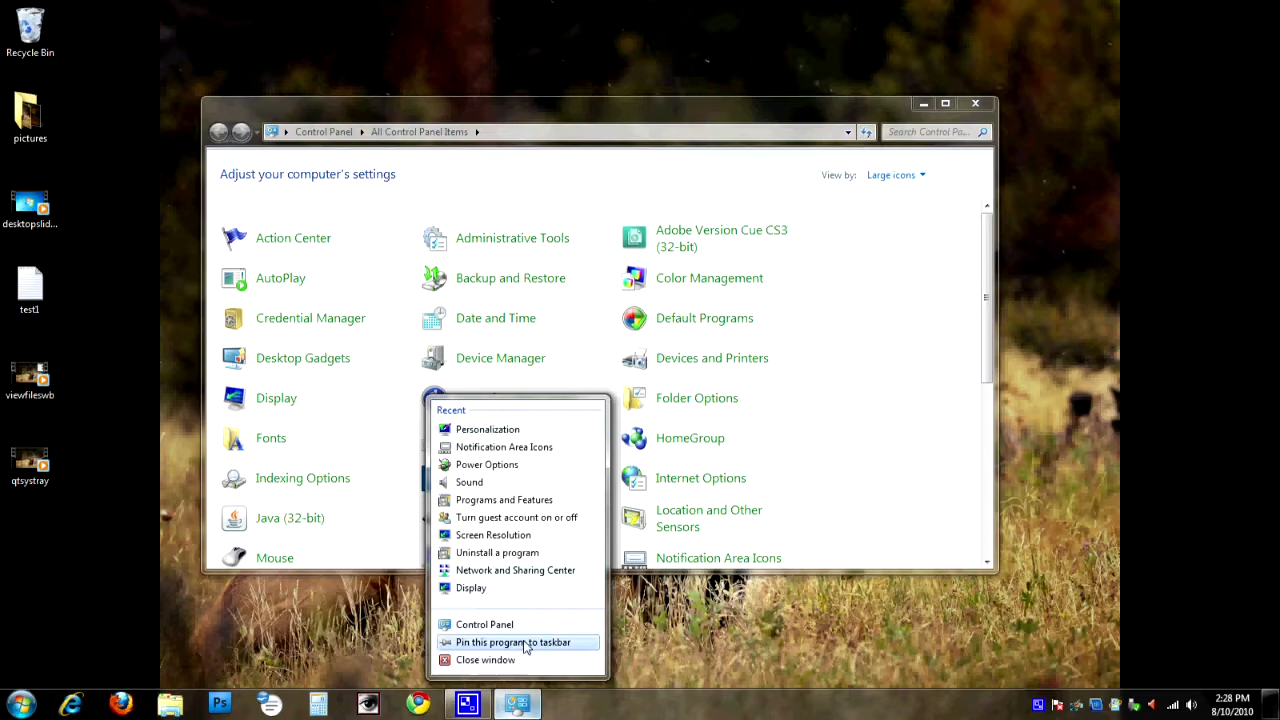 Recycle Bin
pictures
desktopslid...
test1
viewfileswb
qtsystray
Control Panel
All Control Panel Items
Search Control Pa...
Adjust your computer's settings
View by:
Large icons
Action Center
Administrative Tools
Adobe Version Cue CS3
(32-bit)
AutoPlay
Backup and Restore
Color Management
Credential Manager
Date and Time
Default Programs
Desktop Gadgets
Device Manager
Devices and Printers
Display
Folder Options
Fonts
HomeGroup
Indexing Options
Internet Options
Java (32-bit)
Location and Other
Sensors
Mouse
Notification Area Icons
Recent
Personalization
Notification Area Icons
Power Options
Sound
Programs and Features
Turn guest account on or off
Screen Resolution
Uninstall a program
Network and Sharing Center
Display
Control Panel
Pin this program to taskbar
Close window
Ps
2:28 PM
8/10/2010